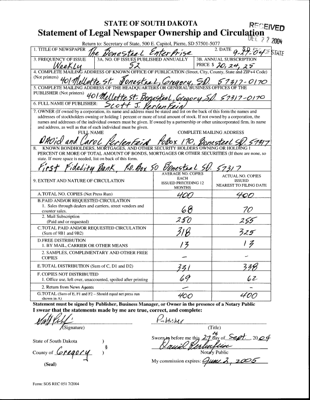 STATE OF SOUTH DAKOTA
RECEIVED
Statement of Legal Newspaper Ownership and Circulation
SEP 27 2004
Return to: Secretary of State, 500 E. Capitol, Pierre, SD 57501-5077
1. TITLE OF NEWSPAPER The Bonesteel Enterprise
2. DATE 9-27-04
3. FREQUENCY OF ISSUE Weekly
3A. NO. OF ISSUES PUBLISHED ANNUALLY 52
3B. ANNUAL SUBSCRIPTION PRICE $ 20, 24, 25
4. COMPLETE MAILING ADDRESS OF KNOWN OFFICE OF PUBLICATION (Street, City, County, State and ZIP+4 Code) (Not printers)
401 Mellette St. Bonesteel, Gregory, SD. 57317-0170
5. COMPLETE MAILING ADDRESS OF THE HEADQUARTERS OR GENERAL BUSINESS OFFICES OF THE PUBLISHER (Not printer)
401 Mellette St. Bonesteel, Gregory, SD 57317-0170
6. FULL NAME OF PUBLISHER:
7. OWNER (If owned by a corporation, its name and address must be stated and list on the back of this form the names and addresses of stockholders owning or holding 1 percent or more of total amount of stock. If not owned by a corporation, the names and addresses of the individual owners must be given. If owned by a partnership or other unincorporated firm, its name and address, as well as that of each individual must be given.
FULL NAME
COMPLETE MAILING ADDRESS
David and Carol
Box 170, Bonesteel SD, 57317
8. KNOWN BONDHOLDERS, MORTGAGES, AND OTHER SECURITY HOLDERS OWNING OR HOLDING 1 PERCENT OR MORE OF TOTAL AMOUNT OF BONDS, MORTGAGES OR OTHER SECURITIES (If there are none, so state. If more space is needed, list on back of this form.
First Fidelity Bank, Po. Box 50 Bonesteel SD. 57317
9. EXTENT AND NATURE OF CIRCULATION
AVERAGE NO. COPIES EACH ISSUED PRECEDING 12 MONTHS
ACTUAL NO. COPIES ISSUED NEAREST TO FILING DATE
A. TOTAL NO. COPIES (Net Press Run) 400 400
B. PAID AND/OR REQUESTED CIRCULATION
1. Sales through dealers and carriers, street vendors and counter sales. 68 70
2. Mail Subscription (Paid and/or requested) 250 255
C. TOTAL PAID AND/OR REQUESTED CIRCULATION (Sum of 9B1 and 9B2) 318 325
D. FREE DISTRIBUTION
1. BY MAIL, CARRIER OR OTHER MEANS 13 13
2. SAMPLES, COMPLIMENTARY AND OTHER FREE COPIES – –
E. TOTAL DISTRIBUTION (Sum of C, D1 and D2) 331 338
F. COPIES NOT DISTRIBUTED
1. Office use, left over, unaccounted, spoiled after printing 69 62
2. Return from News Agents – –
G. TOTAL (Sum of E, F1 and F2 - Should equal net press run shown in A) 400 400
Statement must be signed by Publisher, Business Manager, or Owner in the presence of a Notary Public
I swear that the statements made by me are true, correct, and complete:
(Signature)
Publisher
(Title)
State of South Dakota )
County of Gregory )
Sworn to before me this 27 day of Sept 2004
Notary Public
(Seal)
My commission expires: June 2, 2005